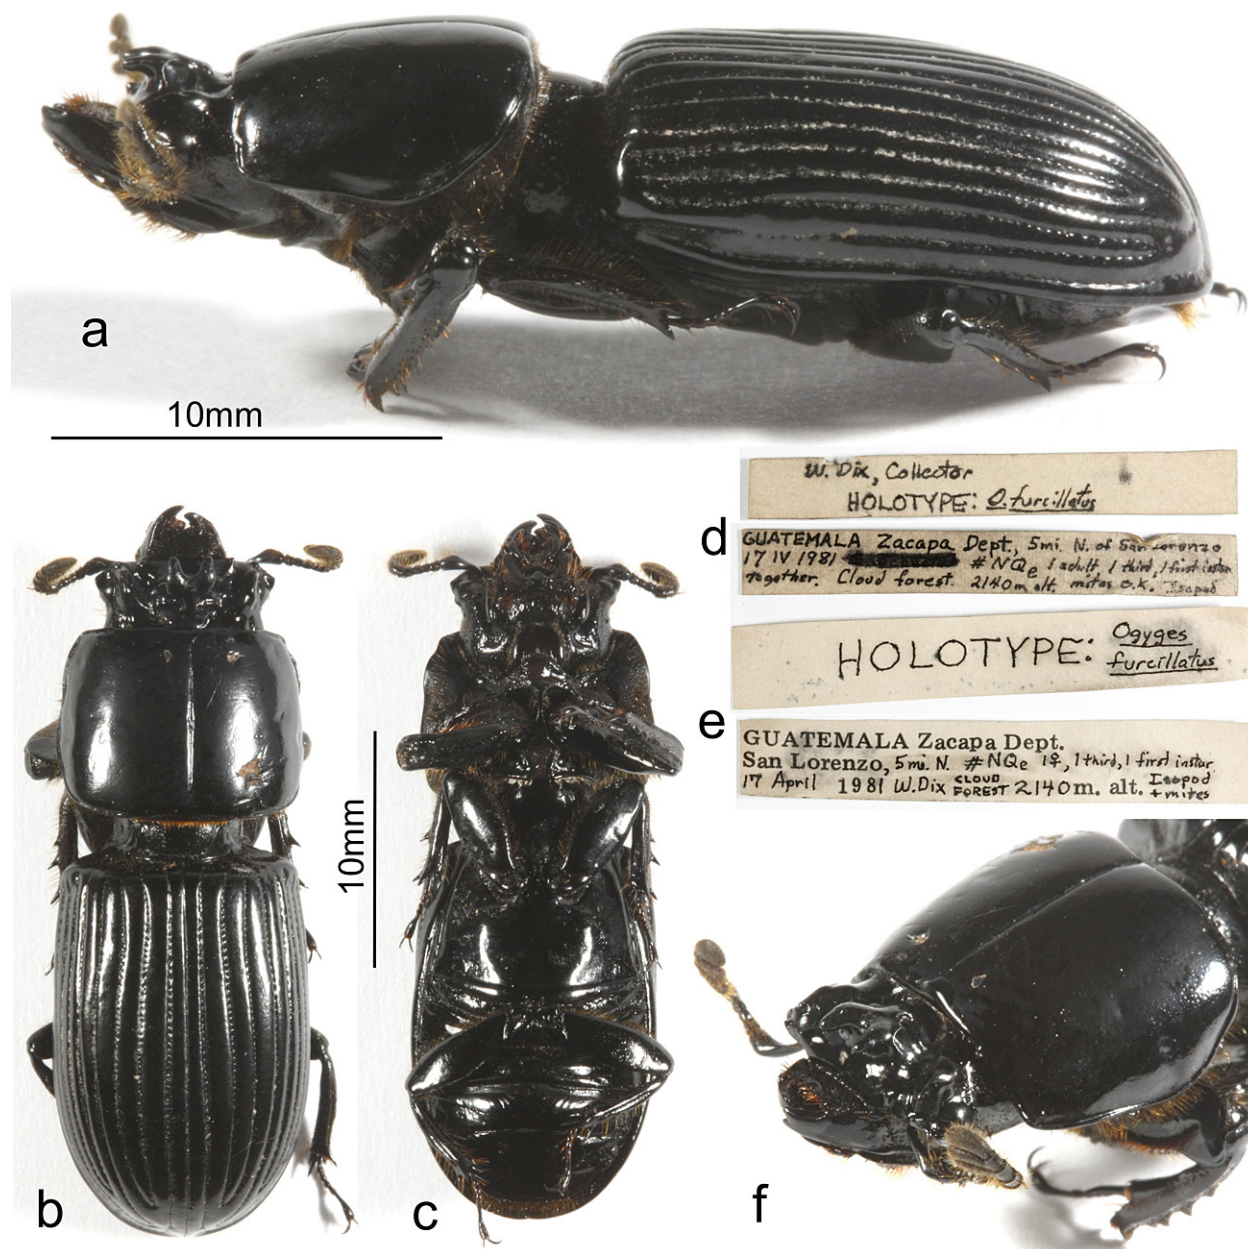 a
10mm
W. Dix, Collector
HOLOTYPE: O. furcillatus
d
GUATEMALA Zacapa Dept., 5mi. N. of San Lorenzo
17 IV 1981 #NQe 1 adult, 1 third, 1 first instar
together. Cloud forest. 2140m alt. mites o.k. Isopod
HOLOTYPE: Ogyges
furcillatus
e
GUATEMALA Zacapa Dept.
San Lorenzo, 5mi. N. #NQe 1♀, 1 third, 1 first instar
17 April 1981 W. Dix CLOUD FOREST 2140m. alt. Isopod + mites
10mm
b
c
f